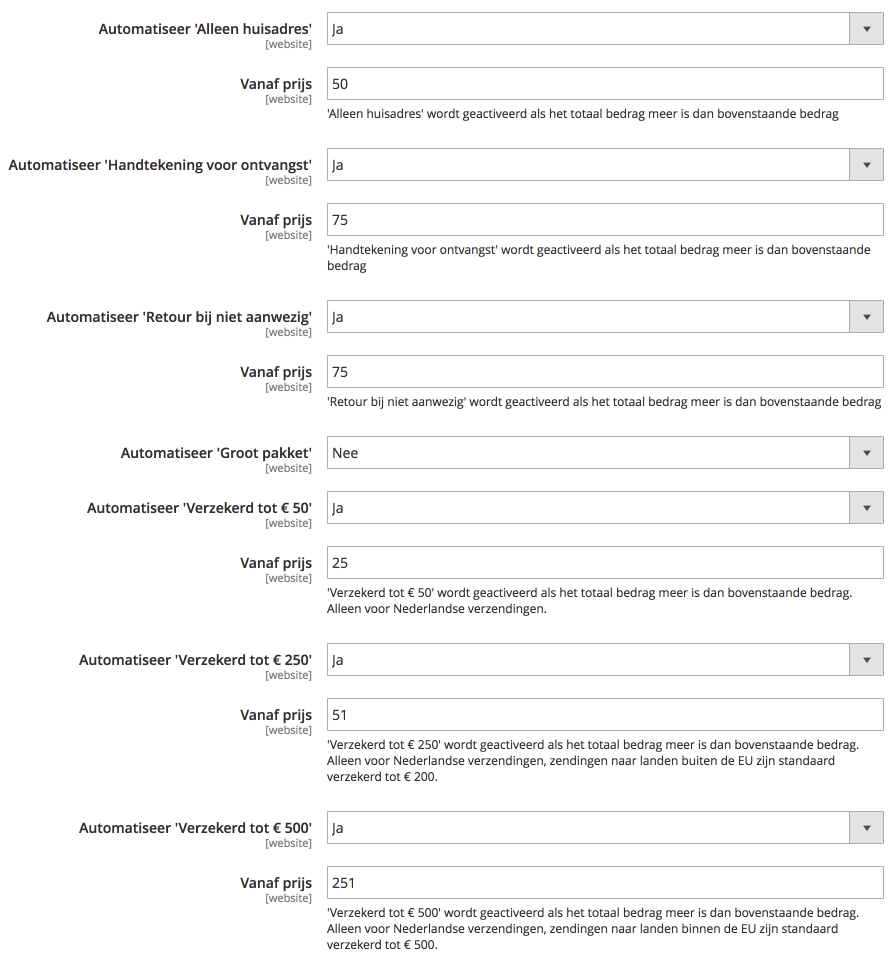 Automatiseer 'Alleen huisadres'
[website]
Ja
Vanaf prijs
[website]
50
'Alleen huisadres' wordt geactiveerd als het totaal bedrag meer is dan bovenstaande bedrag
Automatiseer 'Handtekening voor ontvangst'
[website]
Ja
Vanaf prijs
[website]
75
'Handtekening voor ontvangst' wordt geactiveerd als het totaal bedrag meer is dan bovenstaande
bedrag
Automatiseer 'Retour bij niet aanwezig'
[website]
Ja
Vanaf prijs
[website]
75
'Retour bij niet aanwezig' wordt geactiveerd als het totaal bedrag meer is dan bovenstaande bedrag
Automatiseer 'Groot pakket'
[website]
Nee
Automatiseer 'Verzekerd tot € 50'
[website]
Ja
Vanaf prijs
[website]
25
'Verzekerd tot € 50' wordt geactiveerd als het totaal bedrag meer is dan bovenstaande bedrag.
Alleen voor Nederlandse verzendingen.
Automatiseer 'Verzekerd tot € 250'
[website]
Ja
Vanaf prijs
[website]
51
'Verzekerd tot € 250' wordt geactiveerd als het totaal bedrag meer is dan bovenstaande bedrag.
Alleen voor Nederlandse verzendingen, zendingen naar landen buiten de EU zijn standaard
verzekerd tot € 200.
Automatiseer 'Verzekerd tot € 500'
[website]
Ja
Vanaf prijs
[website]
251
'Verzekerd tot € 500' wordt geactiveerd als het totaal bedrag meer is dan bovenstaande bedrag.
Alleen voor Nederlandse verzendingen, zendingen naar landen binnen de EU zijn standaard
verzekerd tot € 500.